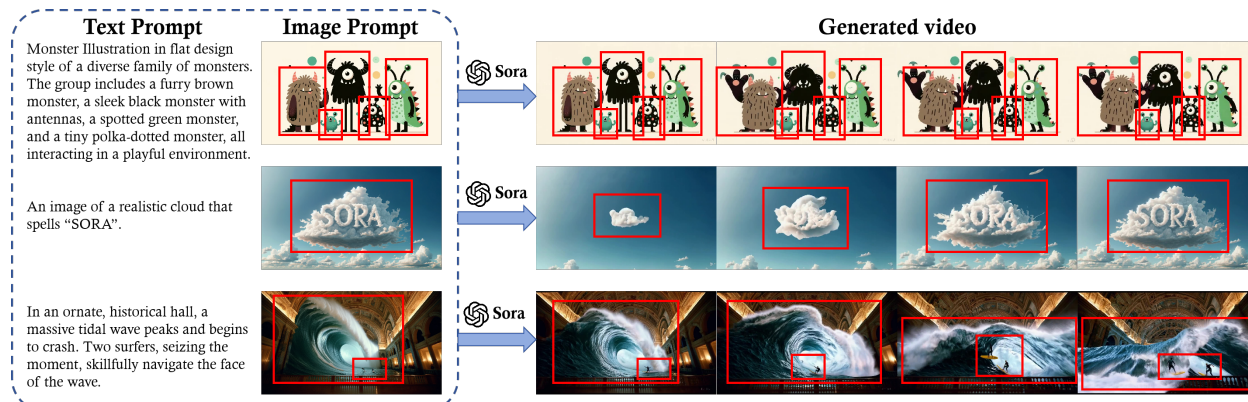 Text Prompt
Image Prompt
Generated video
Monster Illustration in flat design
style of a diverse family of monsters.
The group includes a furry brown
monster, a sleek black monster with
antennas, a spotted green monster,
and a tiny polka-dotted monster, all
interacting in a playful environment.
Sora
An image of a realistic cloud that
spells “SORA”.
SORA
Sora
SORA
SORA
In an ornate, historical hall, a
massive tidal wave peaks and begins
to crash. Two surfers, seizing the
moment, skillfully navigate the face
of the wave.
Sora